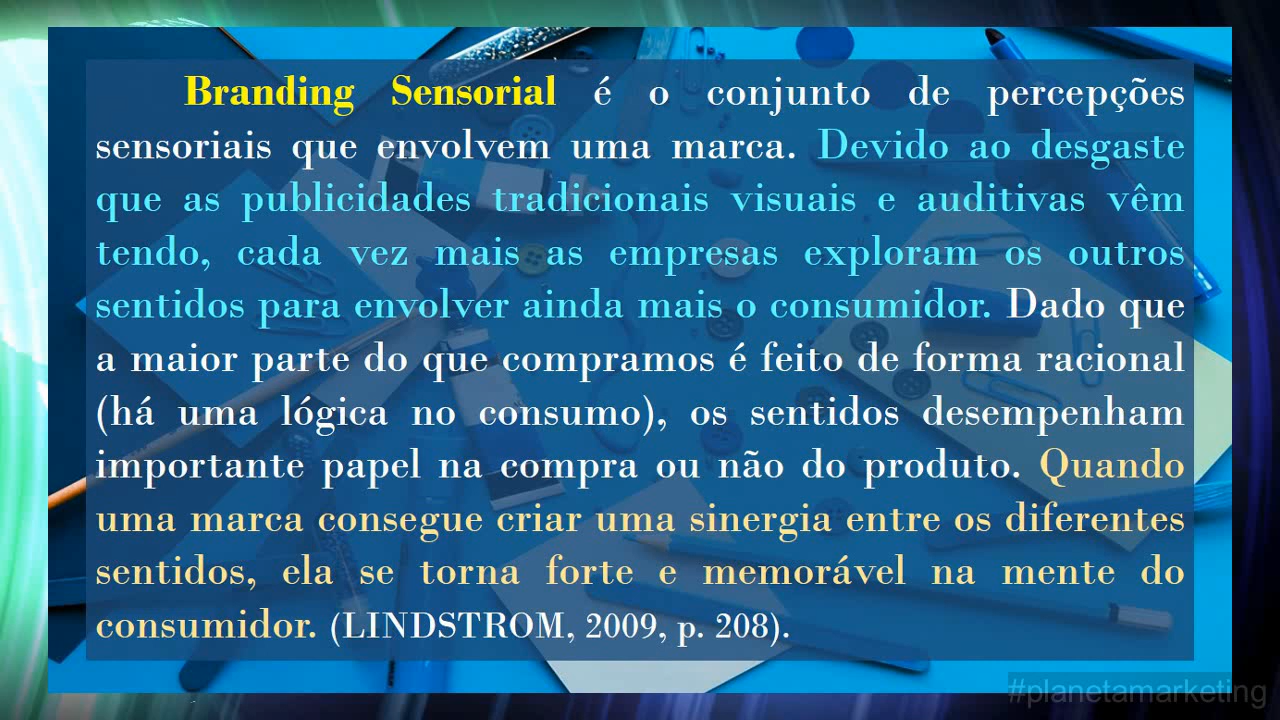 Branding Sensorial é o conjunto de percepções
sensoriais que envolvem uma marca. Devido ao desgaste
que as publicidades tradicionais visuais e auditivas vêm
tendo, cada vez mais as empresas exploram os outros
sentidos para envolver ainda mais o consumidor. Dado que
a maior parte do que compramos é feito de forma racional
(há uma lógica no consumo), os sentidos desempenham
importante papel na compra ou não do produto. Quando
uma marca consegue criar uma sinergia entre os diferentes
sentidos, ela se torna forte e memorável na mente do
consumidor. (LINDSTROM, 2009, p. 208).
#planetamarketing